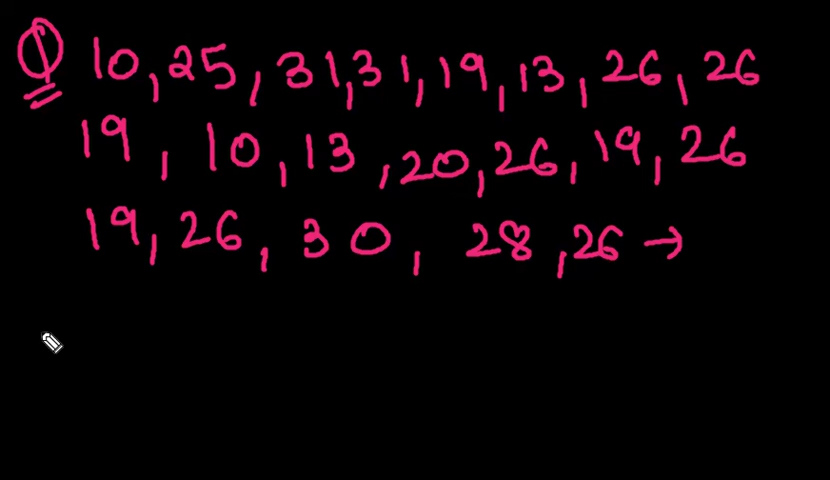 Q 10, 25, 31, 31, 19, 13, 26, 26
19, 10, 13, 20, 26, 19, 26
19, 26, 30, 28, 26 →